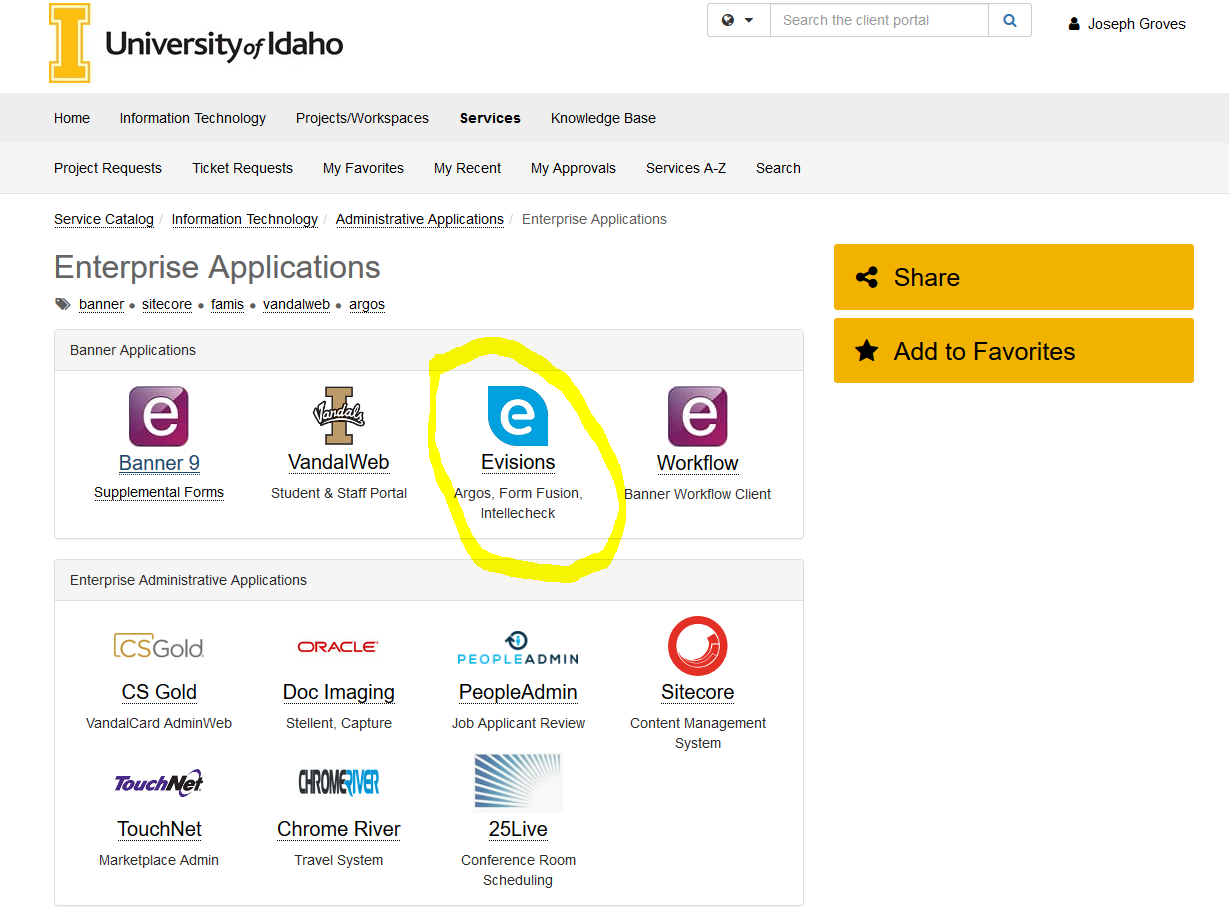 University of Idaho
Search the client portal
Joseph Groves
Home Information Technology Projects/Workspaces Services Knowledge Base
Project Requests Ticket Requests My Favorites My Recent My Approvals Services A-Z Search
Service Catalog / Information Technology / Administrative Applications / Enterprise Applications
Enterprise Applications
banner • sitecore • famis • vandalweb • argos
Share
Add to Favorites
Banner Applications
e Vandals e e
Banner 9 VandalWeb Evisions Workflow
Supplemental Forms Student & Staff Portal Argos, Form Fusion, Banner Workflow Client
Intellecheck
Enterprise Administrative Applications
CSGold ORACLE PEOPLEADMIN
CS Gold Doc Imaging PeopleAdmin Sitecore
VandalCard AdminWeb Stellent, Capture Job Applicant Review Content Management
System
TouchNet CHROMERIVER
TouchNet Chrome River 25Live
Marketplace Admin Travel System Conference Room
Scheduling